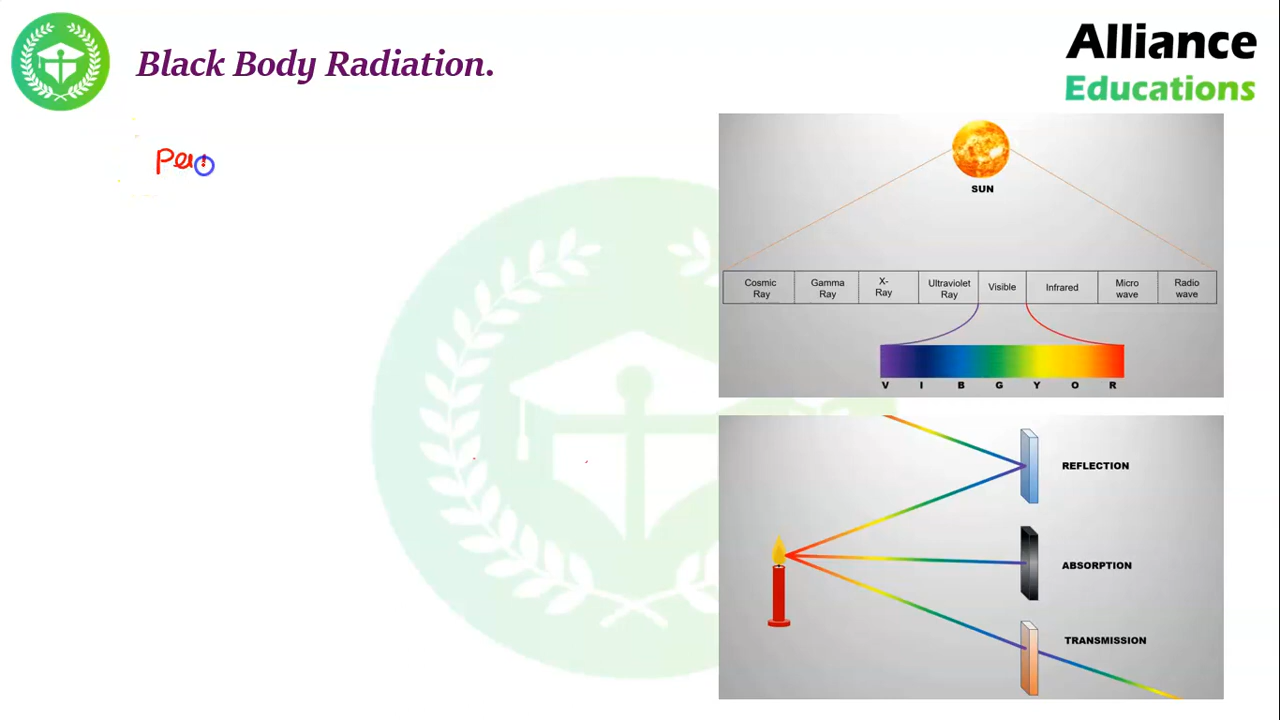 Black Body Radiation.
Alliance
Educations
SUN
Cosmic Ray
Gamma Ray
X-Ray
Ultraviolet Ray
Visible
Infrared
Micro wave
Radio wave
V I B G Y O R
REFLECTION
ABSORPTION
TRANSMISSION